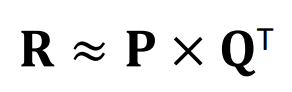 R ≈ P × Qᵀ